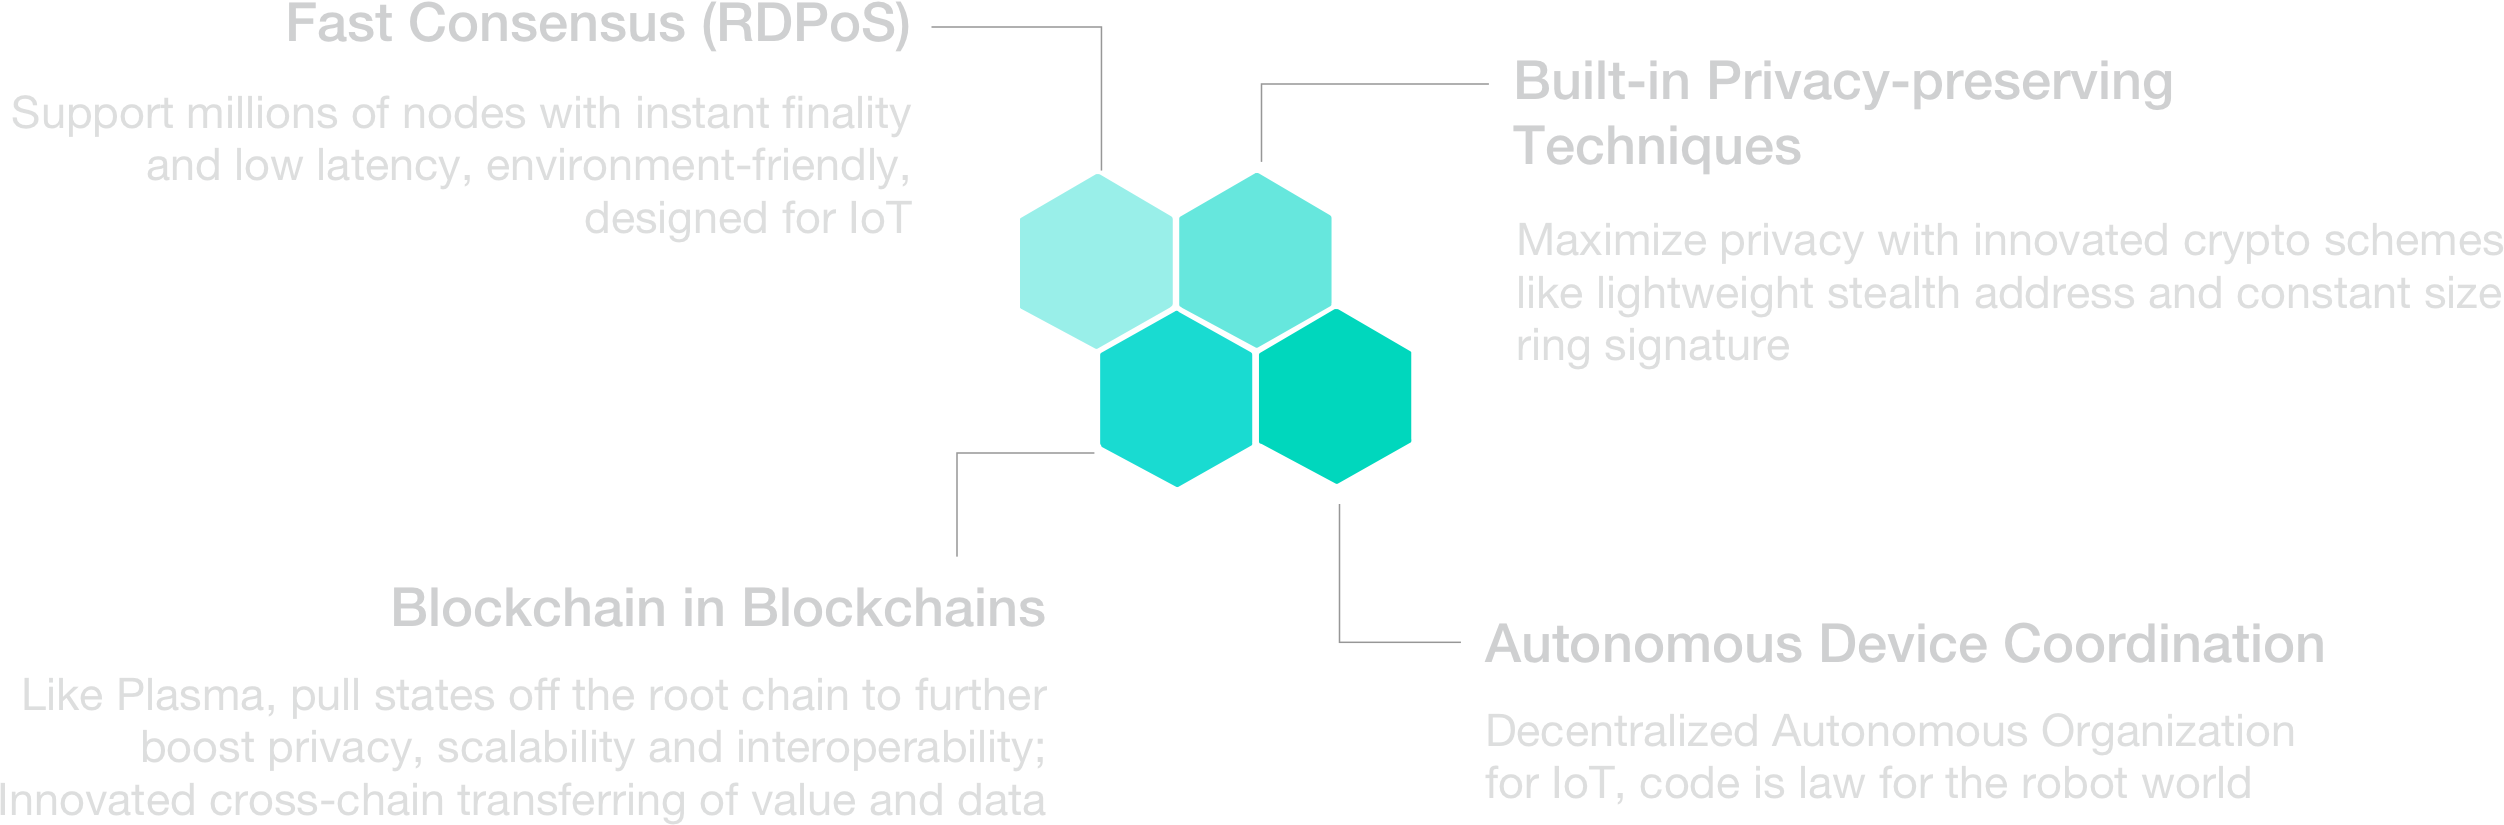 Fast Consensus (RDPoS)
Support millions of nodes with instant finality
and low latency, envionment-friendly,
designed for IoT
Built-in Privacy-preserving
Techniques
Maximize privacy with innovated crypto schemes
like lightweight stealth address and constant size
ring signature
Blockchain in Blockchains
Like Plasma, pull states off the root chain to further
boost privacy, scability and interoperability;
Innovated cross-chain transferring of value and data
Autonomous Device Coordination
Decentralized Autonomous Organization
for IoT, code is law for the robot world